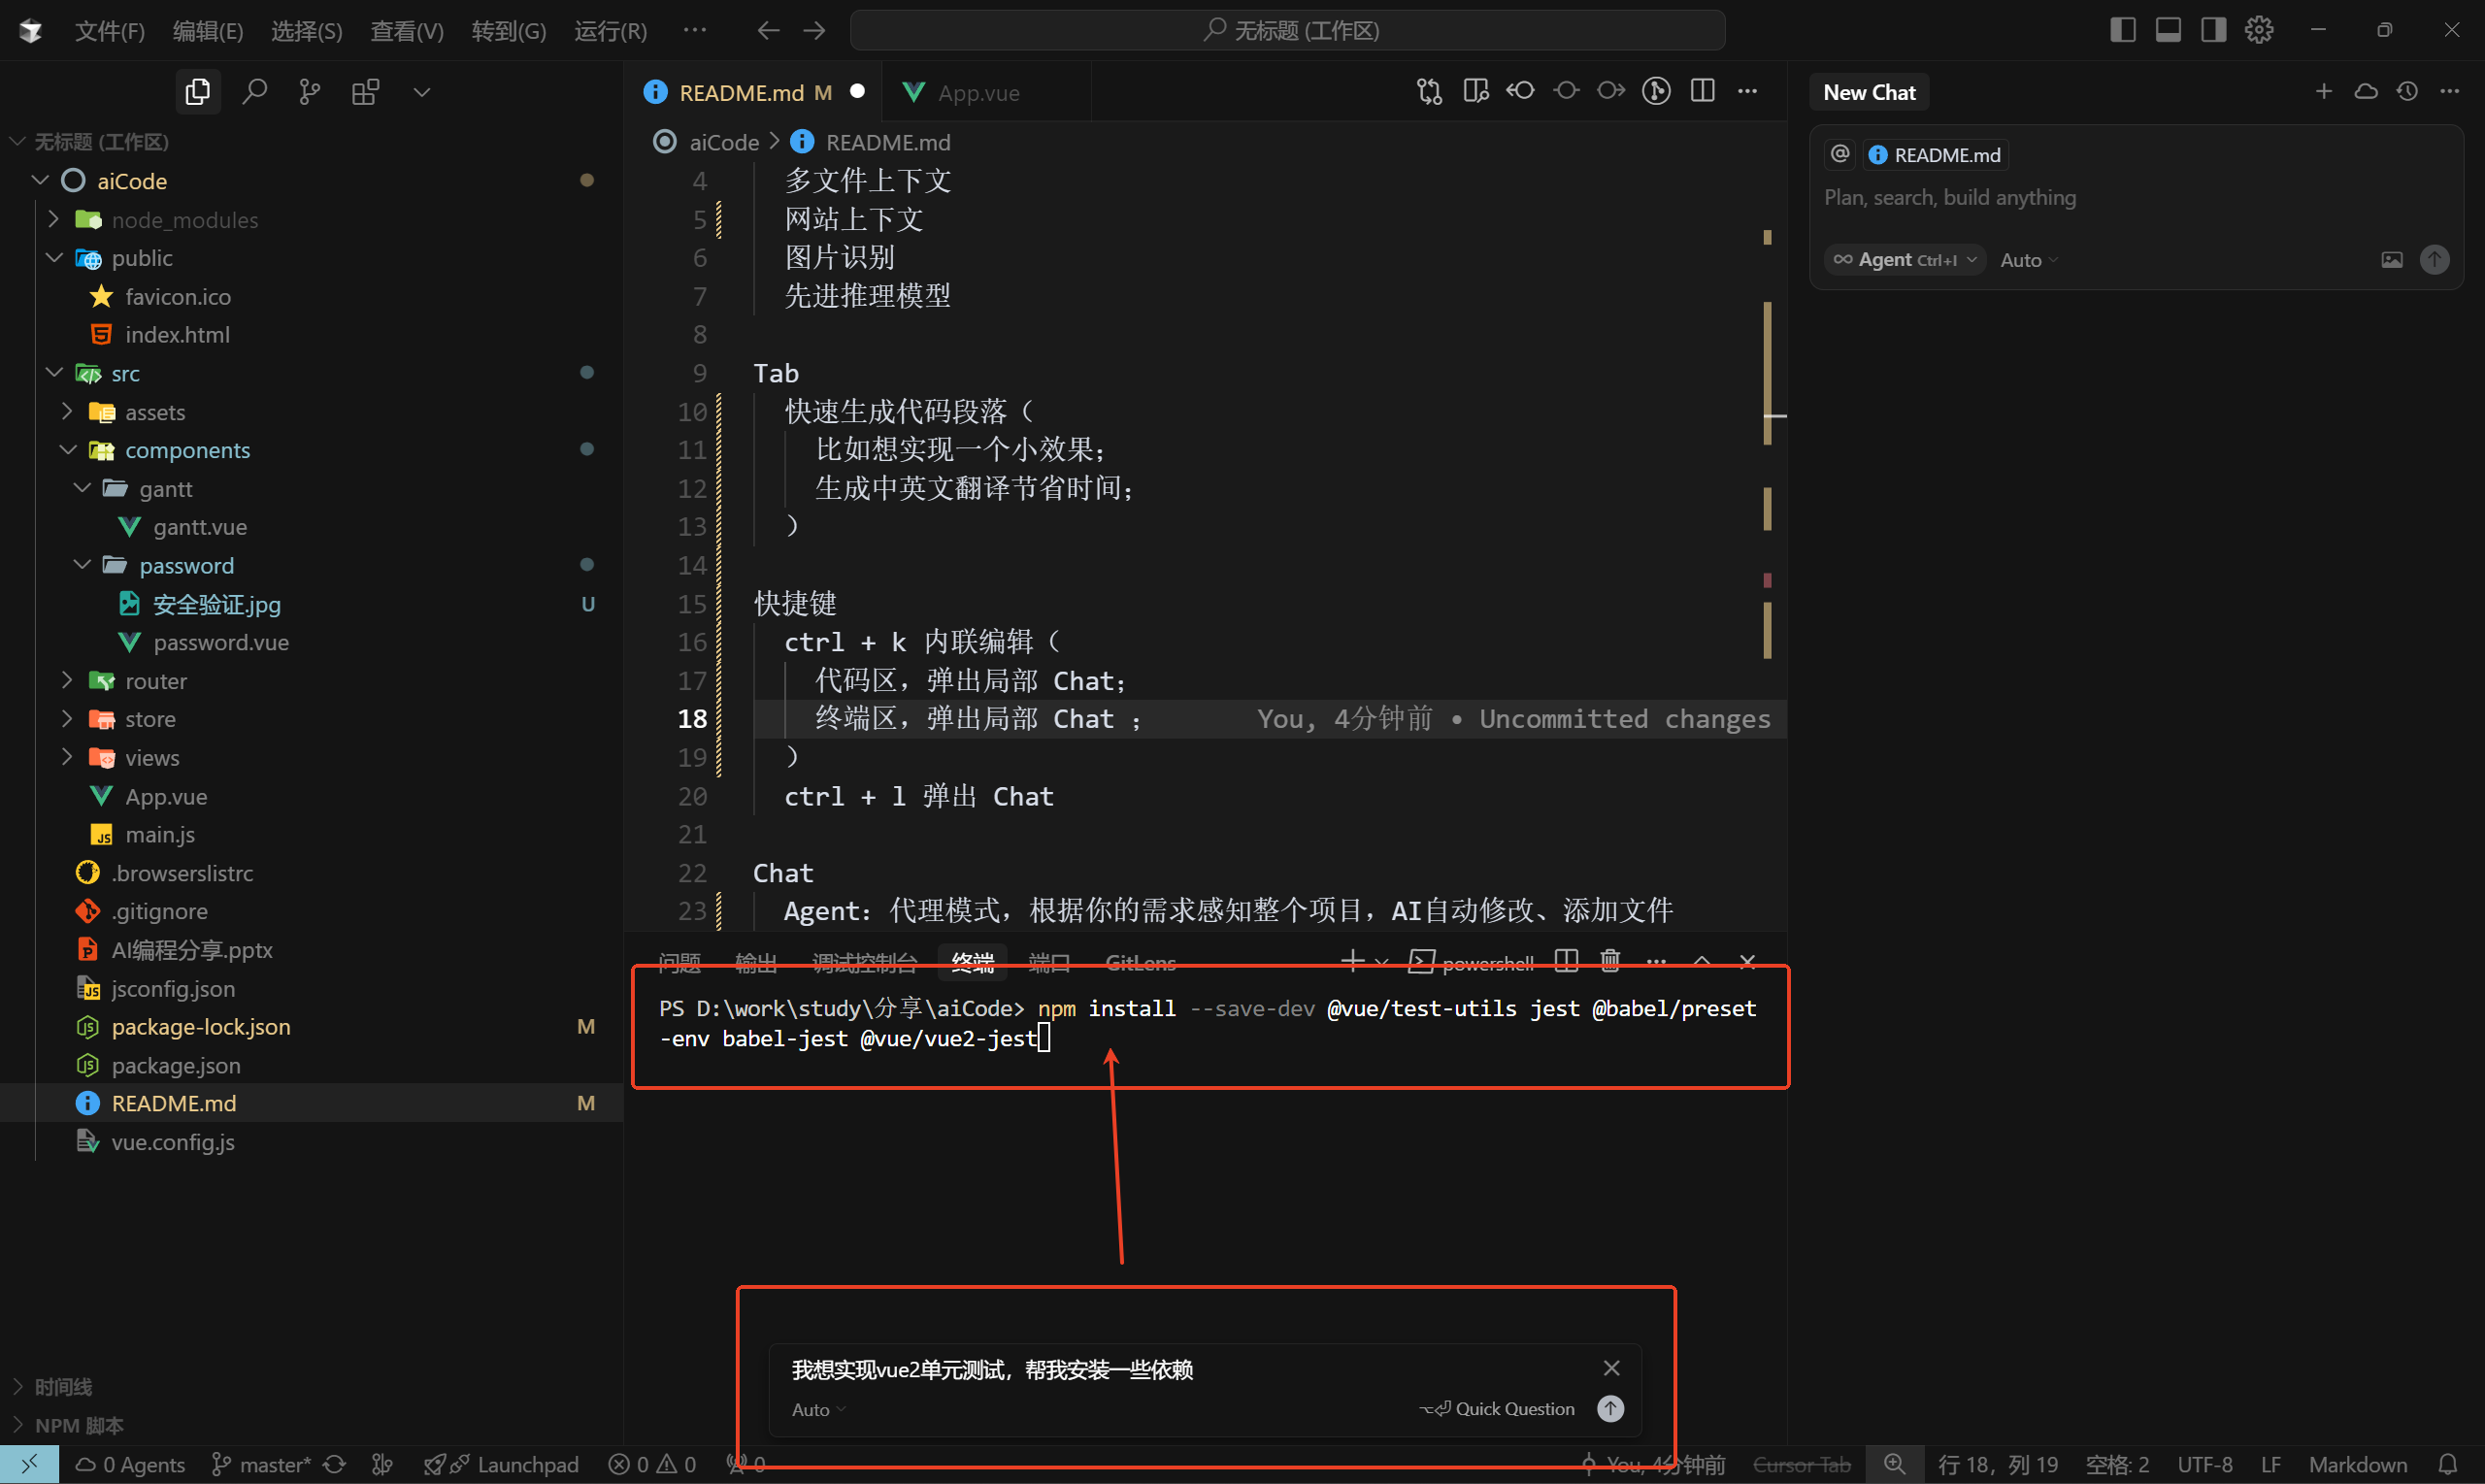 文件(F) 编辑(E) 选择(S) 查看(V) 转到(G) 运行(R) ··· 无标题 (工作区)
无标题 (工作区)
aiCode
node_modules
public
favicon.ico
index.html
src
assets
components
gantt
gantt.vue
password
安全验证.jpg U
password.vue
router
store
views
App.vue
main.js
.browserslistrc
.gitignore
AI编程分享.pptx
jsconfig.json
package-lock.json M
package.json
README.md M
vue.config.js
时间线
NPM 脚本
README.md M App.vue
aiCode > README.md
4 多文件上下文
5 网站上下文
6 图片识别
7 先进推理模型
8
9 Tab
10 快速生成代码段落（
11 比如想实现一个小效果；
12 生成中英文翻译节省时间；
13 ）
14
15 快捷键
16 ctrl + k 内联编辑（
17 代码区，弹出局部 Chat；
18 终端区，弹出局部 Chat ； You, 4分钟前 • Uncommitted changes
19 ）
20 ctrl + l 弹出 Chat
21
22 Chat
23 Agent：代理模式，根据你的需求感知整个项目，AI自动修改、添加文件
问题 输出 调试控制台 终端 端口 GitLens powershell
PS D:\work\study\分享\aiCode> npm install --save-dev @vue/test-utils jest @babel/preset
-env babel-jest @vue/vue2-jest
我想实现vue2单元测试，帮我安装一些依赖
Auto Quick Question
New Chat
@ README.md
Plan, search, build anything
Agent Ctrl+I Auto
0 Agents master* Launchpad 0 0 0 You, 4分钟前 Cursor Tab 行 18，列 19 空格: 2 UTF-8 LF Markdown